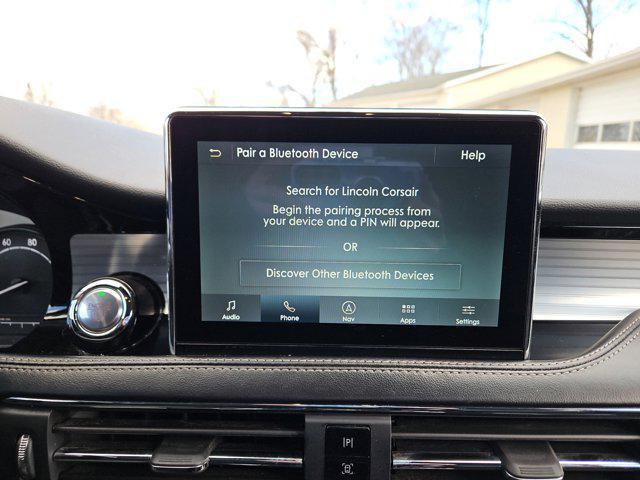 Pair a Bluetooth Device
Help
Search for Lincoln Corsair
Begin the pairing process from
your device and a PIN will appear.
OR
Discover Other Bluetooth Devices
Audio
Phone
Nav
Apps
Settings
60 80
P